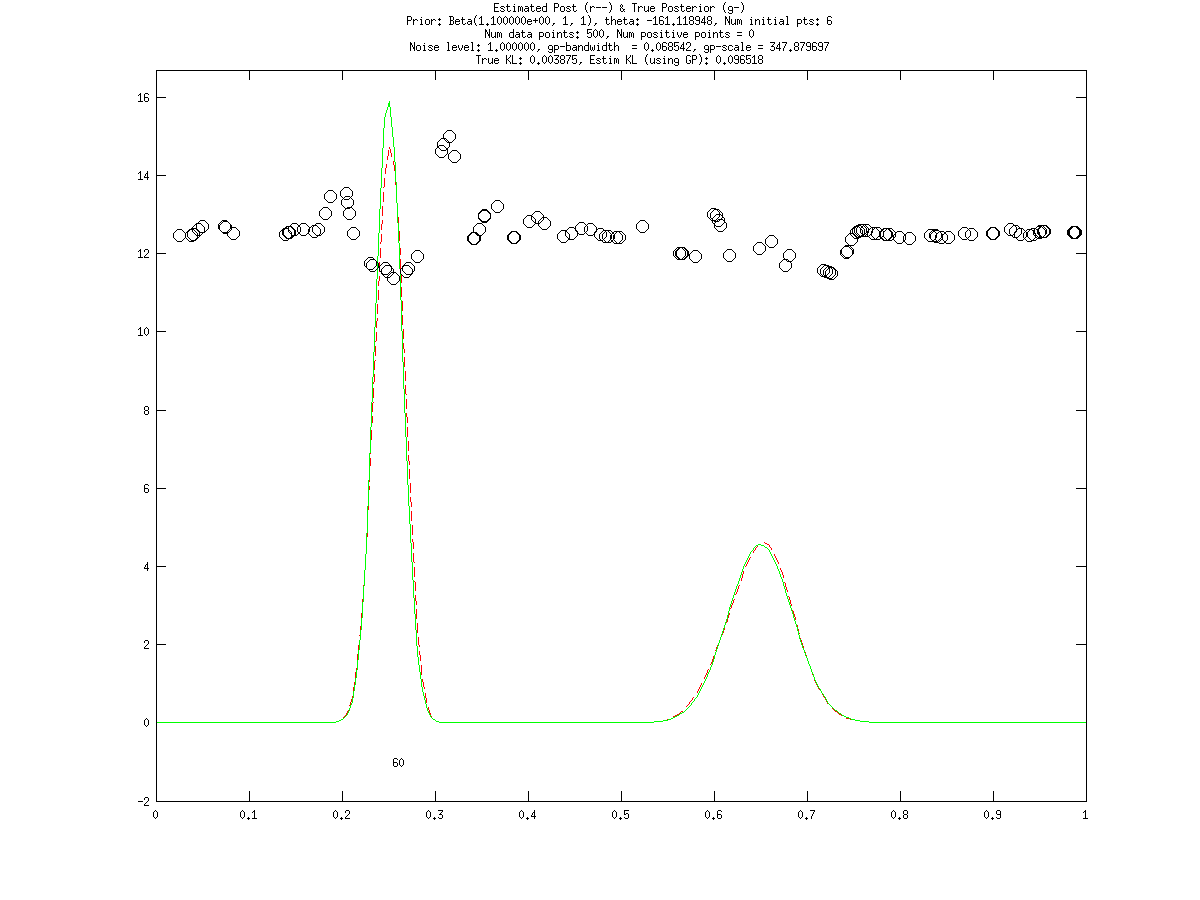 Estimated Post (r--) & True Posterior (g-)
Prior: Beta(1.100000e+00, 1, 1), theta: -161.118948, Num initial pts: 6
Num data points: 500, Num positive points = 0
Noise level: 1.000000, gp-bandwidth  = 0.068542, gp-scale = 347.879697
True KL: 0.003875, Estim KL (using GP): 0.096518
16
14
12
10
8
6
4
2
0
60
-2
0 0.1 0.2 0.3 0.4 0.5 0.6 0.7 0.8 0.9 1